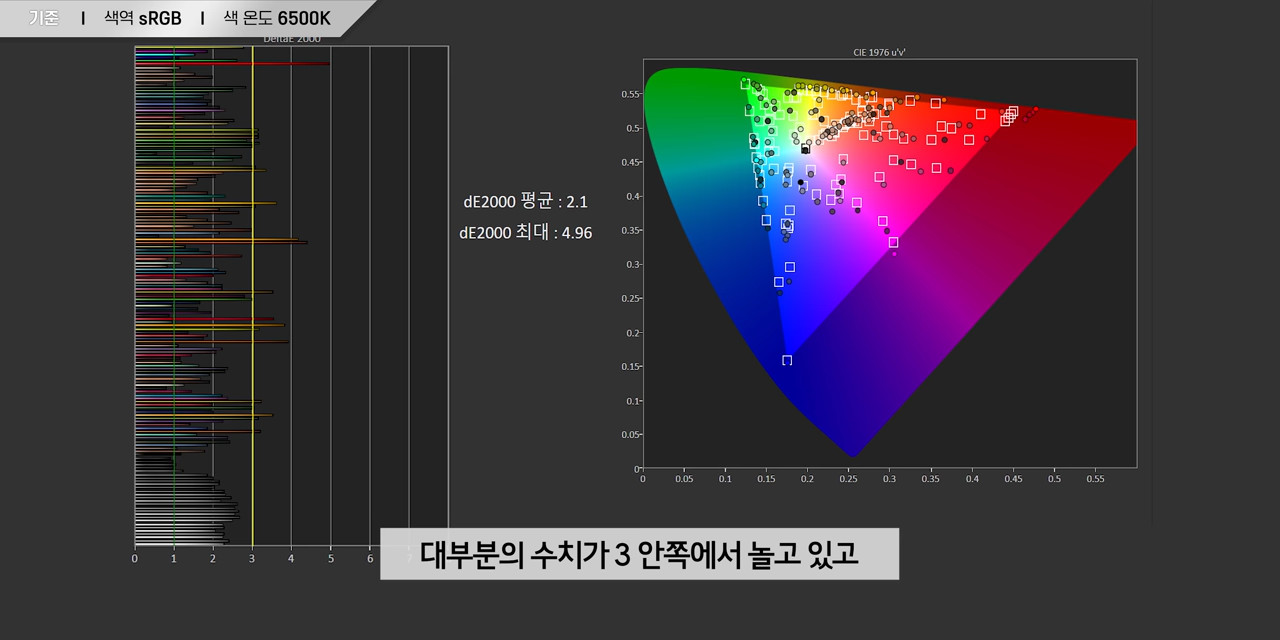 기준 | 색역 sRGB | 색 온도 6500K
DeltaE 2000
CIE 1976 u'v'
dE2000 평균 : 2.1
dE2000 최대 : 4.96
0.55
0.5
0.45
0.4
0.35
0.3
0.25
0.2
0.15
0.1
0.05
0
0 0.05 0.1 0.15 0.2 0.25 0.3 0.35 0.4 0.45 0.5 0.55
0 1 2 3 4 5 6
대부분의 수치가 3 안쪽에서 놀고 있고